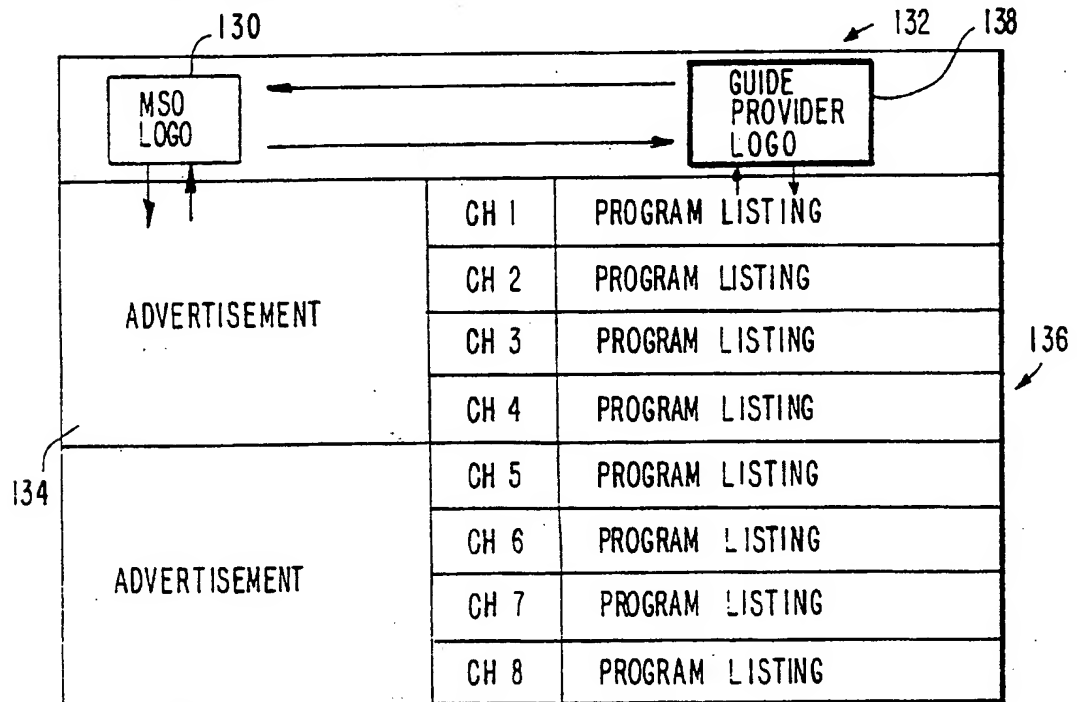 130
132
138
MSO
LOGO
GUIDE
PROVIDER
LOGO
CH 1 PROGRAM LISTING
CH 2 PROGRAM LISTING
ADVERTISEMENT
CH 3 PROGRAM LISTING
136
CH 4 PROGRAM LISTING
134
CH 5 PROGRAM LISTING
CH 6 PROGRAM LISTING
ADVERTISEMENT
CH 7 PROGRAM LISTING
CH 8 PROGRAM LISTING